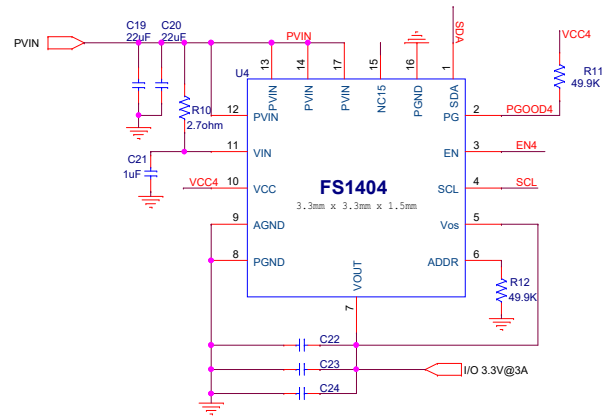 C19 C20
22uF 22uF
PVIN
PVIN
SDA
VCC4
R11
49.9K
13 14 17 15 16 1
U4
PVIN PVIN PVIN NC15 PGND SDA
R10
2.7ohm
12 PVIN
PG 2 PGOOD4
C21
1uF
11 VIN
EN 3 EN4
VCC4 10 VCC
SCL 4 SCL
FS1404
3.3mm x 3.3mm x 1.5mm
9 AGND
Vos 5
8 PGND
ADDR 6
VOUT
7
R12
49.9K
C22
C23
C24
I/O 3.3V@3A